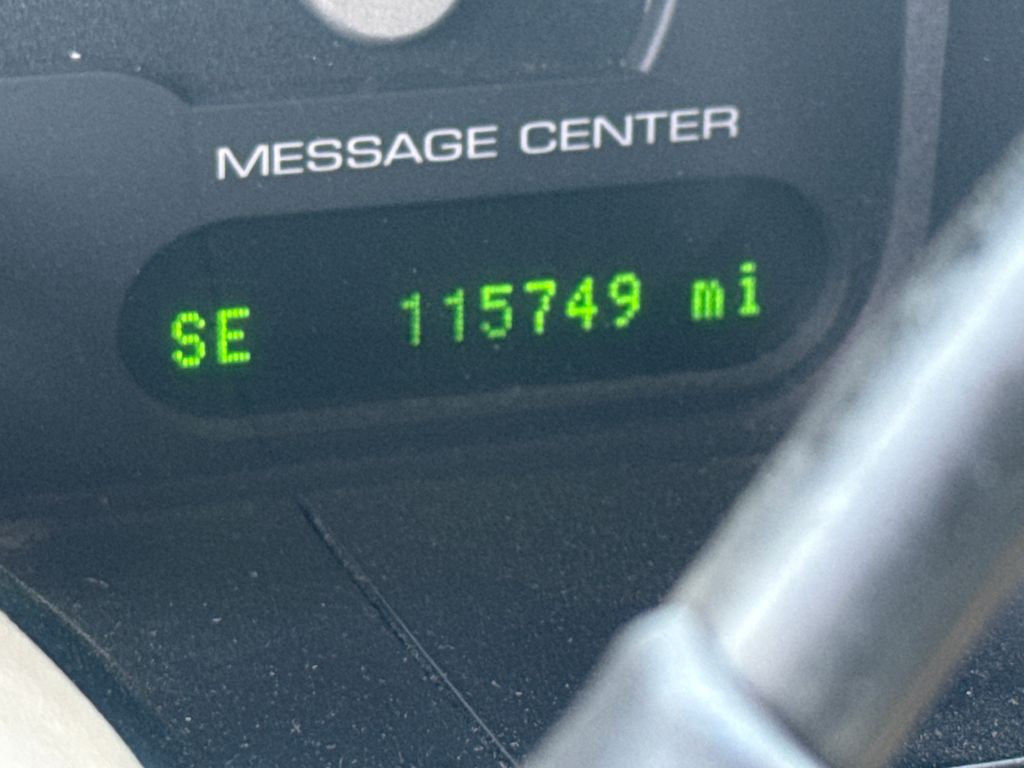 MESSAGE CENTER
SE 115749 mi